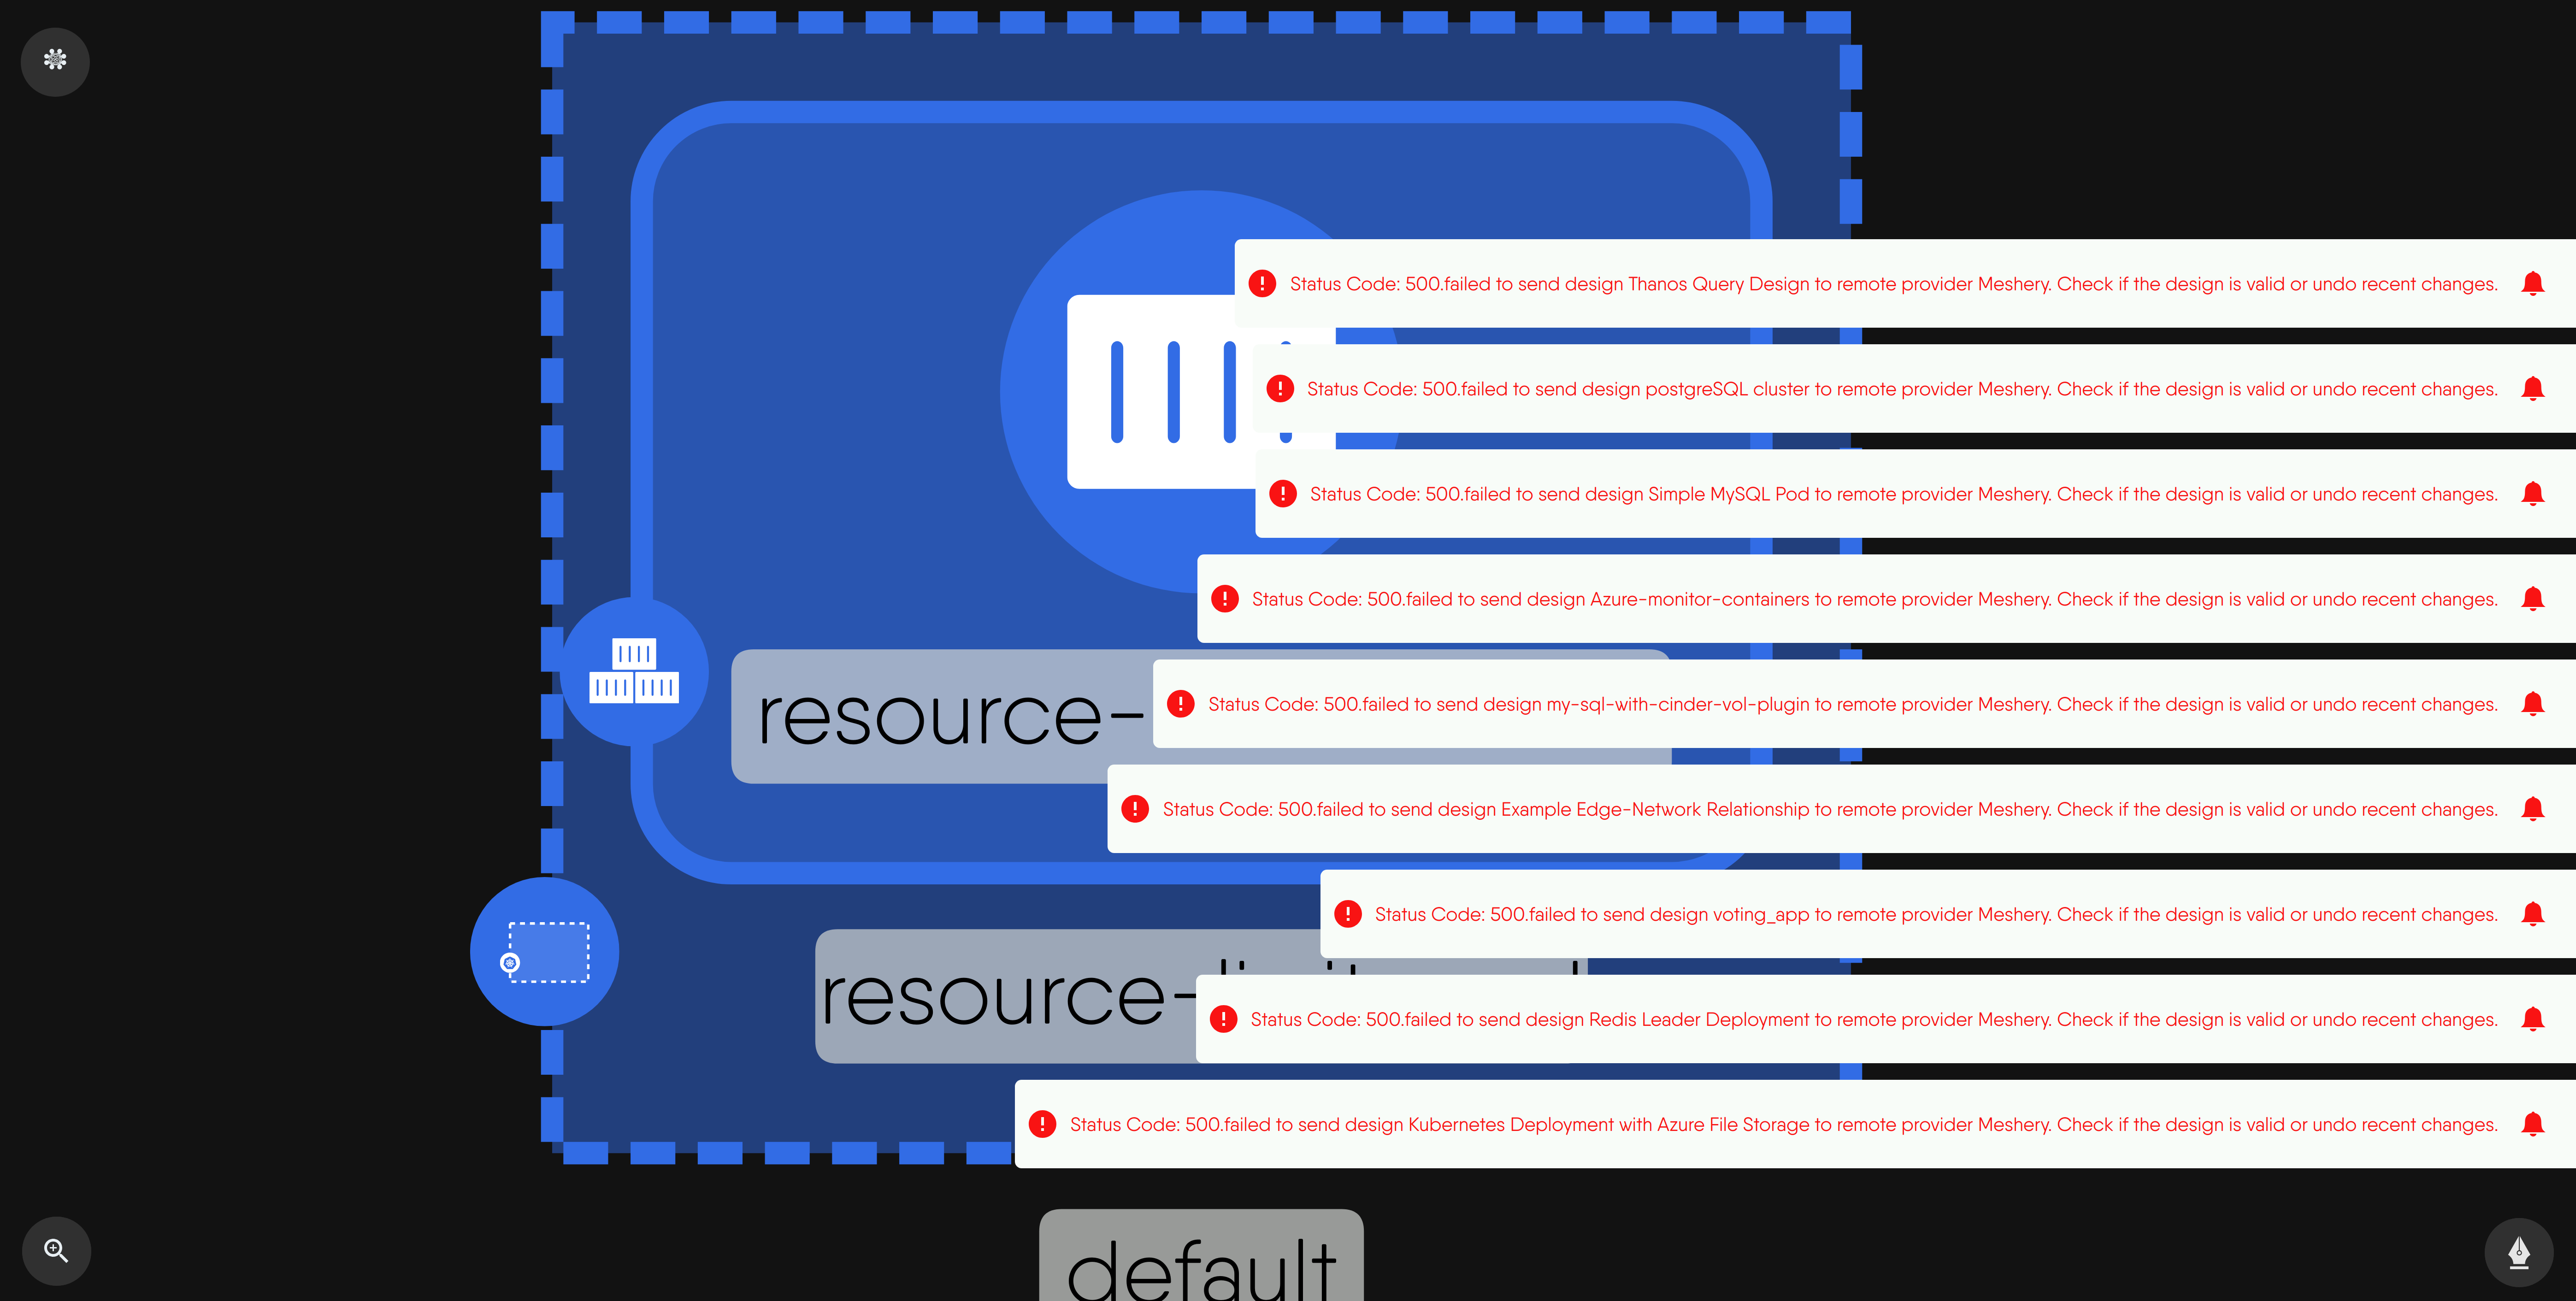 Status Code: 500.failed to send design Thanos Query Design to remote provider Meshery. Check if the design is valid or undo recent changes.
Status Code: 500.failed to send design postgreSQL cluster to remote provider Meshery. Check if the design is valid or undo recent changes.
Status Code: 500.failed to send design Simple MySQL Pod to remote provider Meshery. Check if the design is valid or undo recent changes.
Status Code: 500.failed to send design Azure-monitor-containers to remote provider Meshery. Check if the design is valid or undo recent changes.
resource-
Status Code: 500.failed to send design my-sql-with-cinder-vol-plugin to remote provider Meshery. Check if the design is valid or undo recent changes.
Status Code: 500.failed to send design Example Edge-Network Relationship to remote provider Meshery. Check if the design is valid or undo recent changes.
Status Code: 500.failed to send design voting_app to remote provider Meshery. Check if the design is valid or undo recent changes.
resource-
Status Code: 500.failed to send design Redis Leader Deployment to remote provider Meshery. Check if the design is valid or undo recent changes.
Status Code: 500.failed to send design Kubernetes Deployment with Azure File Storage to remote provider Meshery. Check if the design is valid or undo recent changes.
default